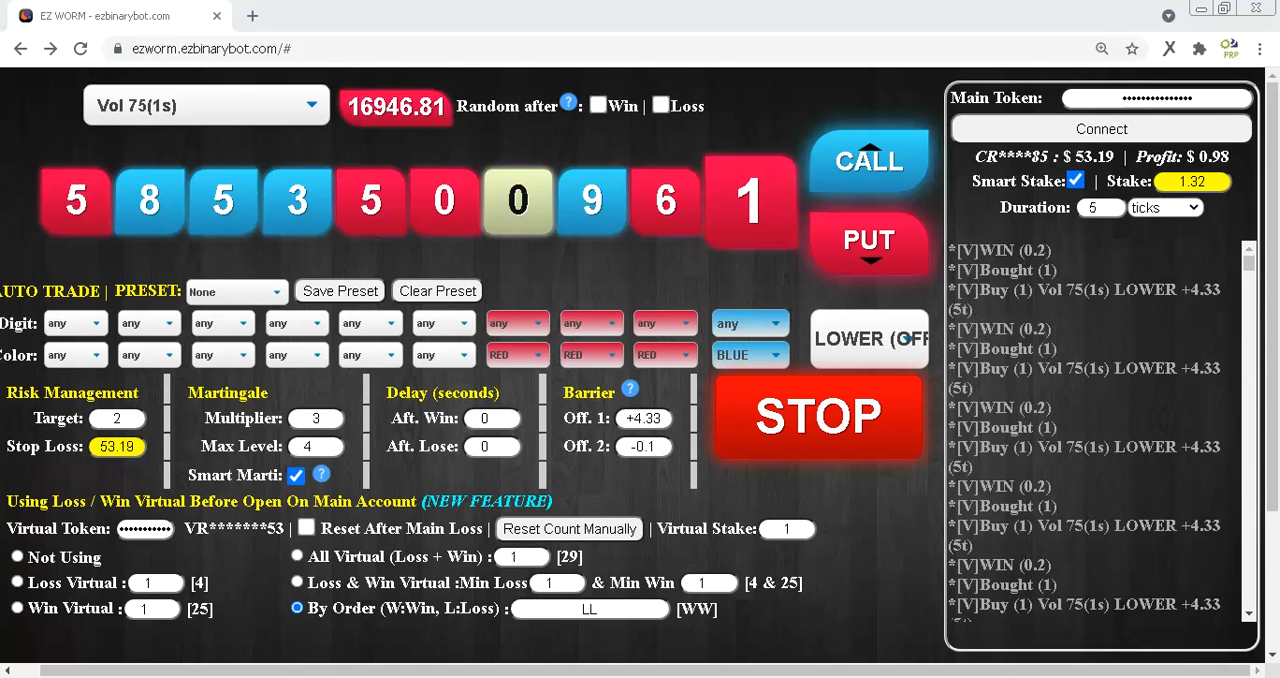 EZ WORM - ezbinarybot.com
ezworm.ezbinarybot.com/#
PRP
Vol 75(1s) 16946.81 Random after ? : Win | Loss
5 8 5 3 5 0 0 9 6 1
CALL
PUT
AUTO TRADE | PRESET: None Save Preset Clear Preset
Digit: any any any any any any any any any any
Color: any any any any any any RED RED RED BLUE
LOWER (OFF
Risk Management Martingale Delay (seconds) Barrier ?
Target: 2 Multiplier: 3 Aft. Win: 0 Off. 1: +4.33
Stop Loss: 53.19 Max Level: 4 Aft. Lose: 0 Off. 2: -0.1
Smart Marti: ?
STOP
Using Loss / Win Virtual Before Open On Main Account (NEW FEATURE)
Virtual Token: •••••••••• VR*******53 | Reset After Main Loss | Reset Count Manually | Virtual Stake: 1
Not Using All Virtual (Loss + Win) : 1 [29]
Loss Virtual : 1 [4] Loss & Win Virtual :Min Loss 1 & Min Win 1 [4 & 25]
Win Virtual : 1 [25] By Order (W:Win, L:Loss) : LL [WW]
Main Token: •••••••••••••••
Connect
CR****85 : $ 53.19 | Profit: $ 0.98
Smart Stake: | Stake: 1.32
Duration: 5 ticks
*[V]WIN (0.2)
*[V]Bought (1)
*[V]Buy (1) Vol 75(1s) LOWER +4.33
(5t)
*[V]WIN (0.2)
*[V]Bought (1)
*[V]Buy (1) Vol 75(1s) LOWER +4.33
(5t)
*[V]WIN (0.2)
*[V]Bought (1)
*[V]Buy (1) Vol 75(1s) LOWER +4.33
(5t)
*[V]WIN (0.2)
*[V]Bought (1)
*[V]Buy (1) Vol 75(1s) LOWER +4.33
(5t)
*[V]WIN (0.2)
*[V]Bought (1)
*[V]Buy (1) Vol 75(1s) LOWER +4.33
(5t)